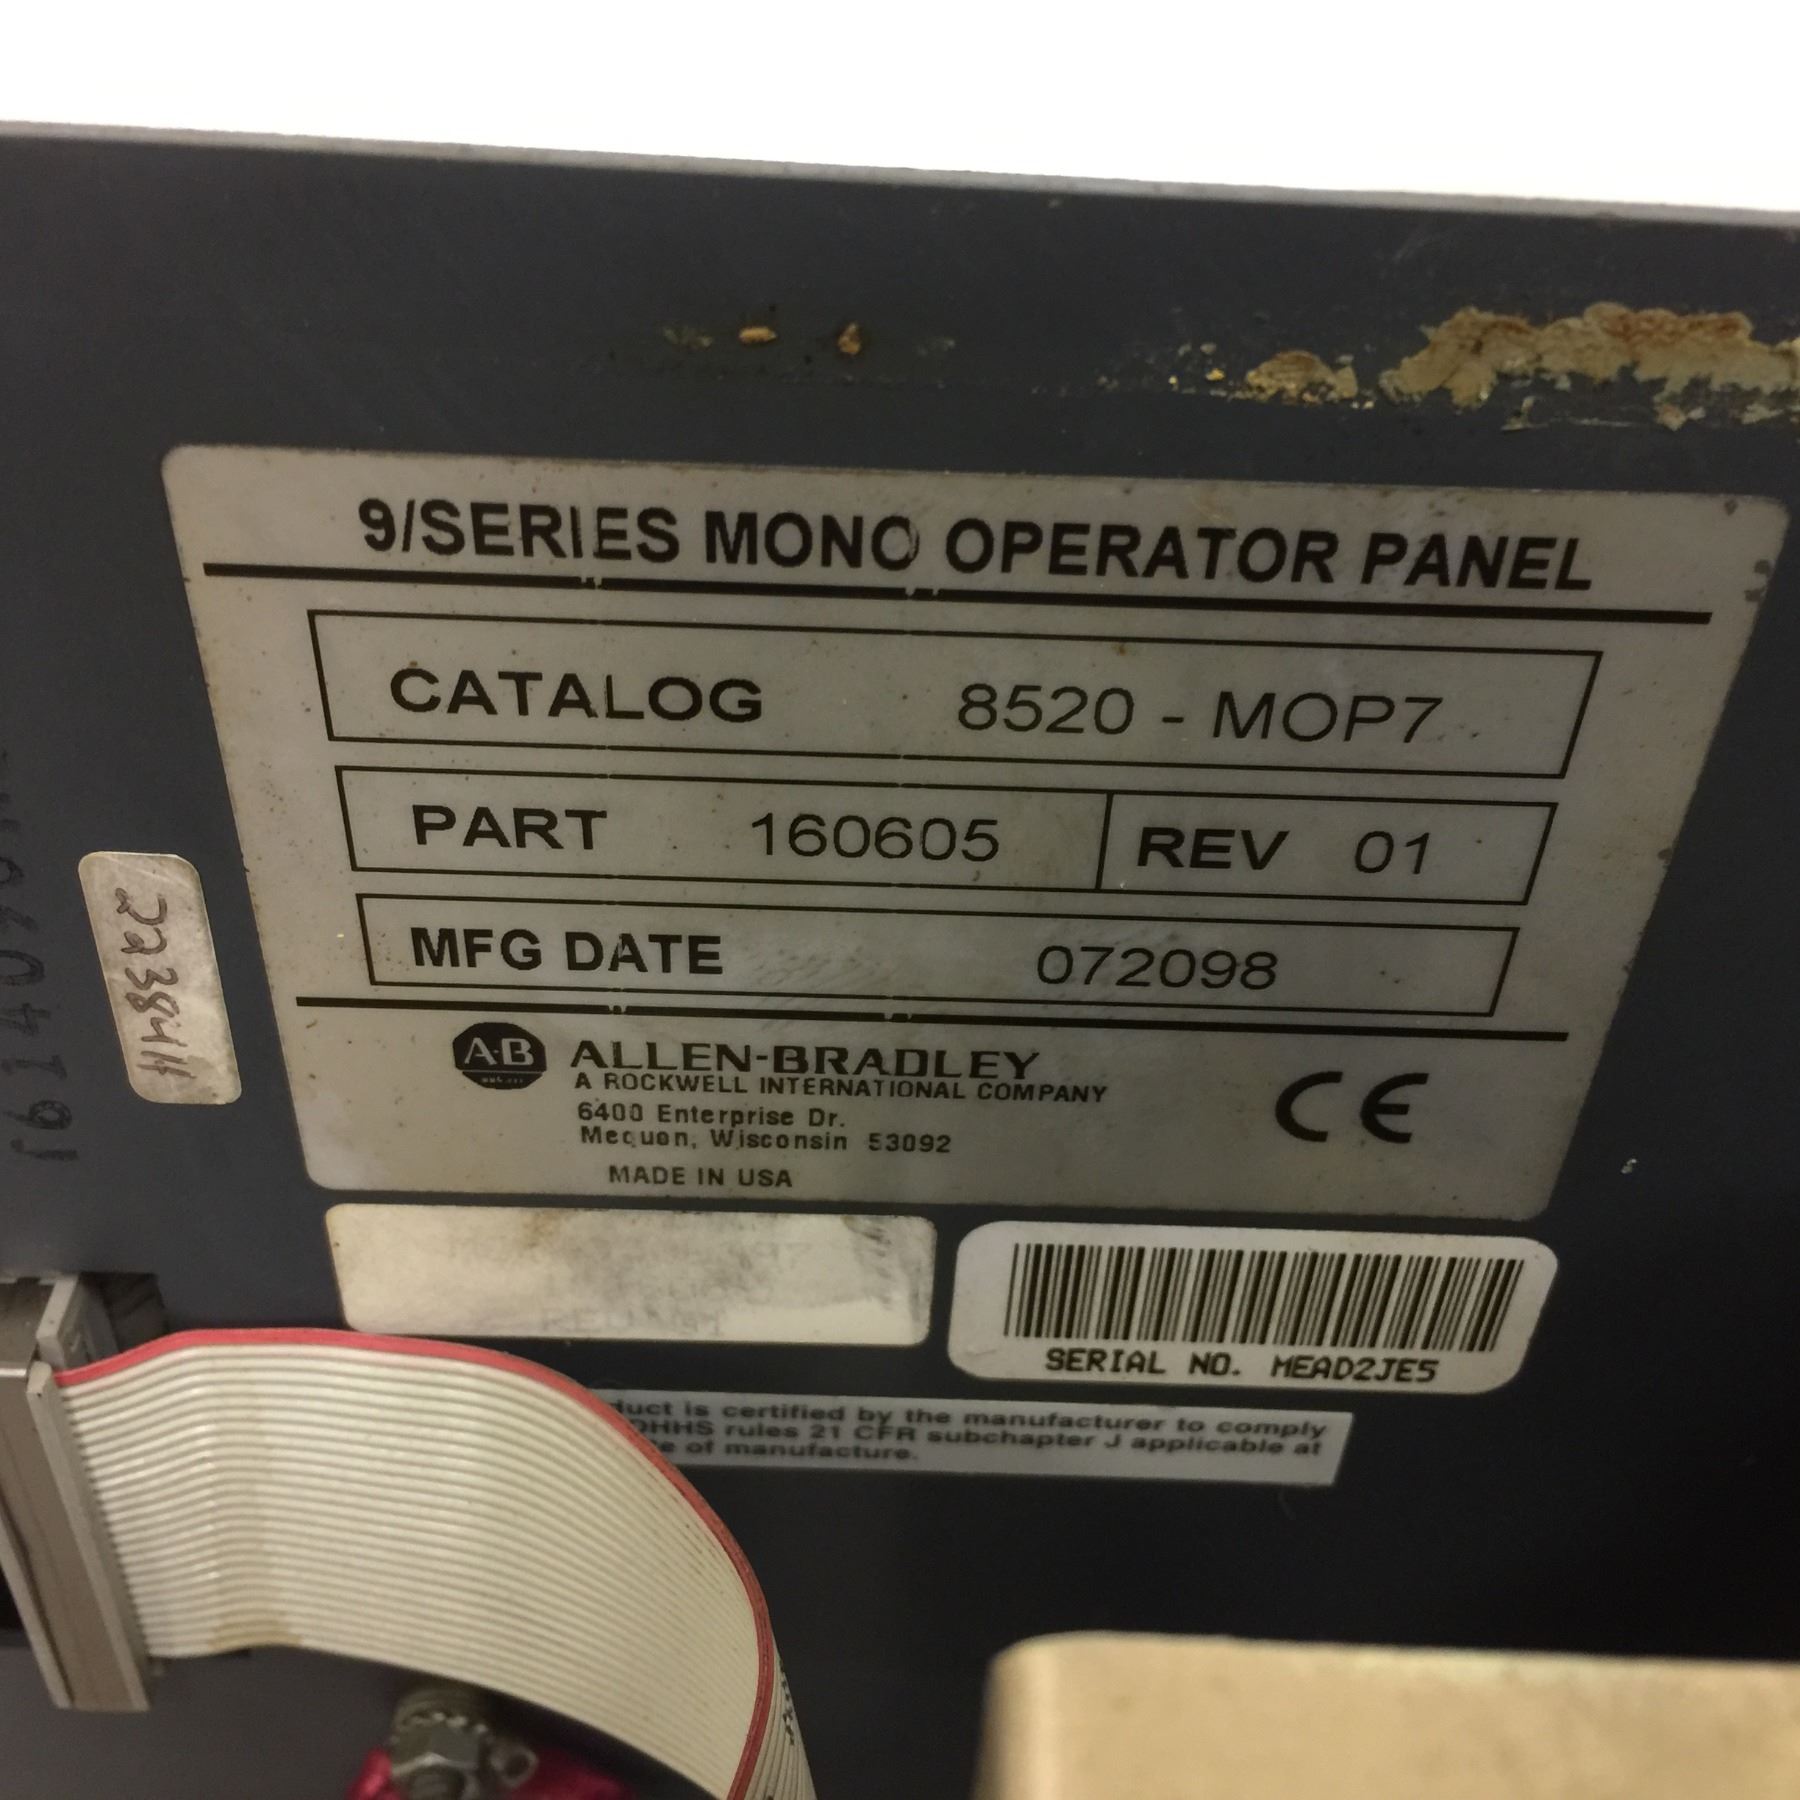 9/SERIES MONO OPERATOR PANEL
CATALOG 8520 - MOP7
PART 160605 REV 01
MFG DATE 072098
A-B ALLEN-BRADLEY
A ROCKWELL INTERNATIONAL COMPANY
6400 Enterprise Dr.
Mequon, Wisconsin 53092
MADE IN USA
CE
SERIAL NO. MEAD2JE5
is certified by the manufacturer to comply
rules 21 CFR subchapter J applicable at
of manufacture.